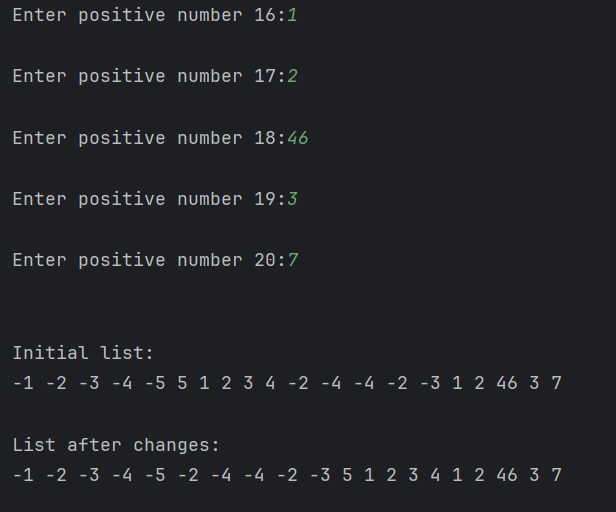 Enter positive number 16:1
Enter positive number 17:2
Enter positive number 18:46
Enter positive number 19:3
Enter positive number 20:7
Initial list:
-1 -2 -3 -4 -5 5 1 2 3 4 -2 -4 -4 -2 -3 1 2 46 3 7
List after changes:
-1 -2 -3 -4 -5 -2 -4 -4 -2 -3 5 1 2 3 4 1 2 46 3 7